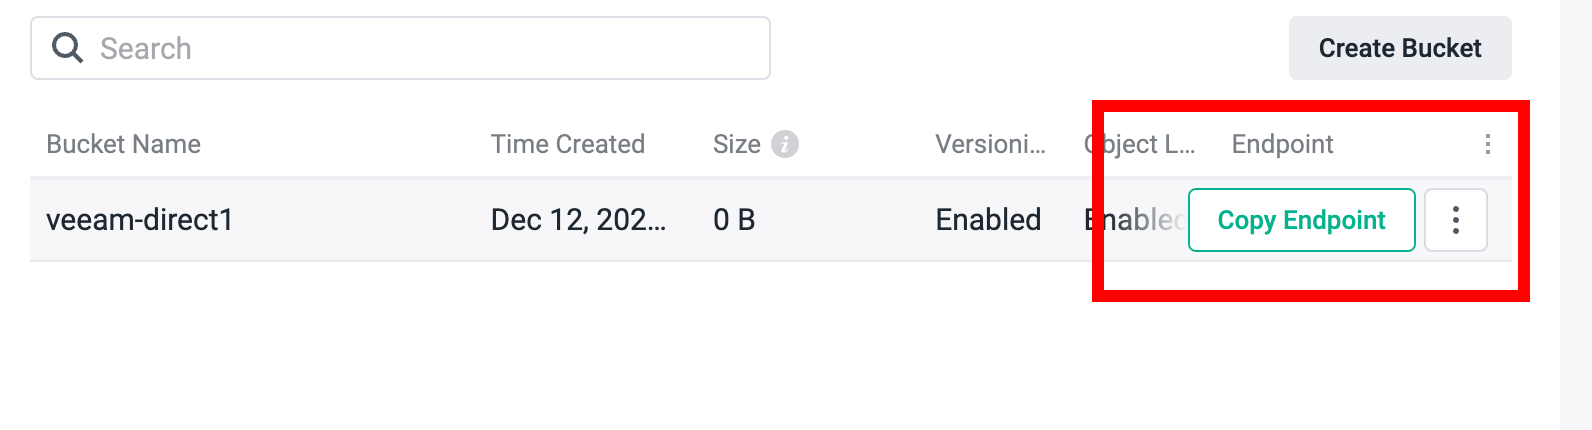 Search
Create Bucket
Bucket Name Time Created Size Versioni... Object L... Endpoint
veeam-direct1 Dec 12, 202... 0 B Enabled Enabled Copy Endpoint